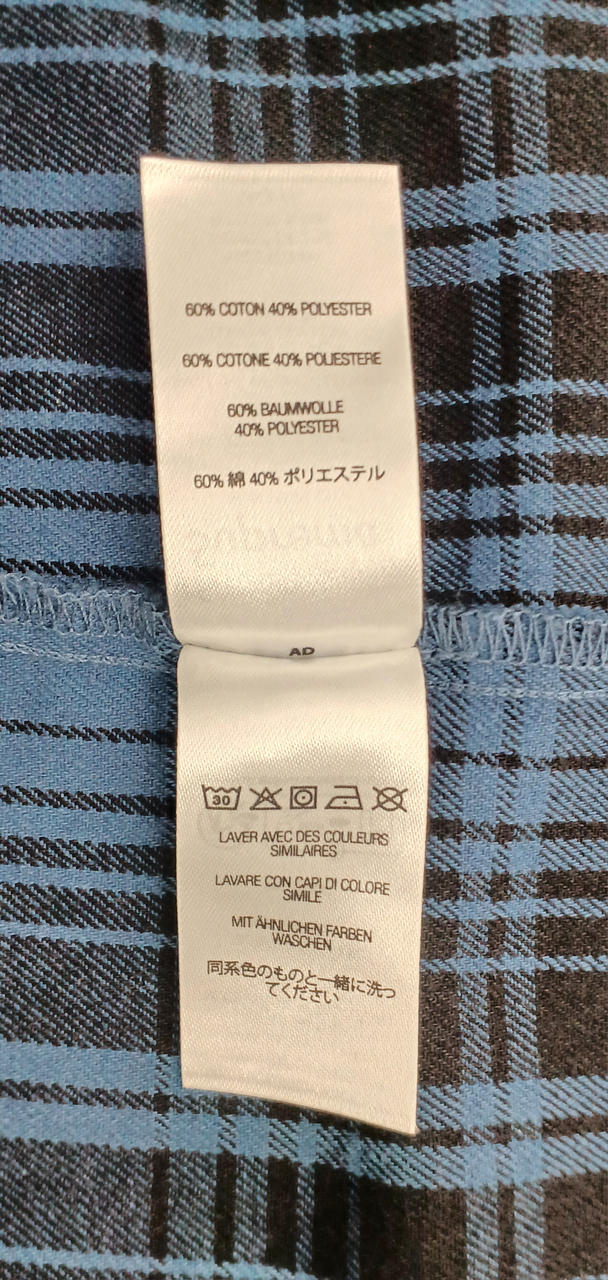 60% COTON 40% POLYESTER
60% COTONE 40% POLIESTERE
60% BAUMWOLLE
40% POLYESTER
60% 綿 40% ポリエステル
AD
30
LAVER AVEC DES COULEURS
SIMILAIRES
LAVARE CON CAPI DI COLORE
SIMILE
MIT ÄHNLICHEN FARBEN
WASCHEN
同系色のものと一緒に洗っ
てください